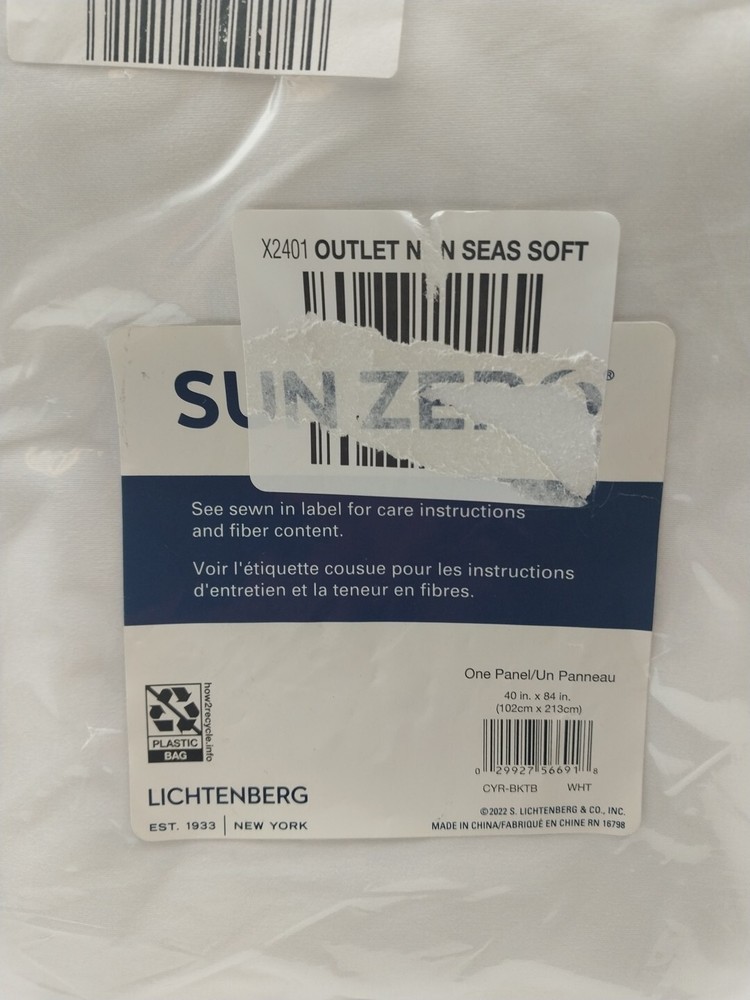 X2401 OUTLET N N SEAS SOFT
SUN ZERO®
See sewn in label for care instructions
and fiber content.
Voir l'étiquette cousue pour les instructions
d'entretien et la teneur en fibres.
how2recycle.info
PLASTIC
BAG
LICHTENBERG
EST. 1933 | NEW YORK
One Panel/Un Panneau
40 in. x 84 in.
(102cm x 213cm)
0 29927 56691 8
CYR-BKTB WHT
©2022 S. LICHTENBERG & CO., INC.
MADE IN CHINA/FABRIQUÉ EN CHINE RN 16798